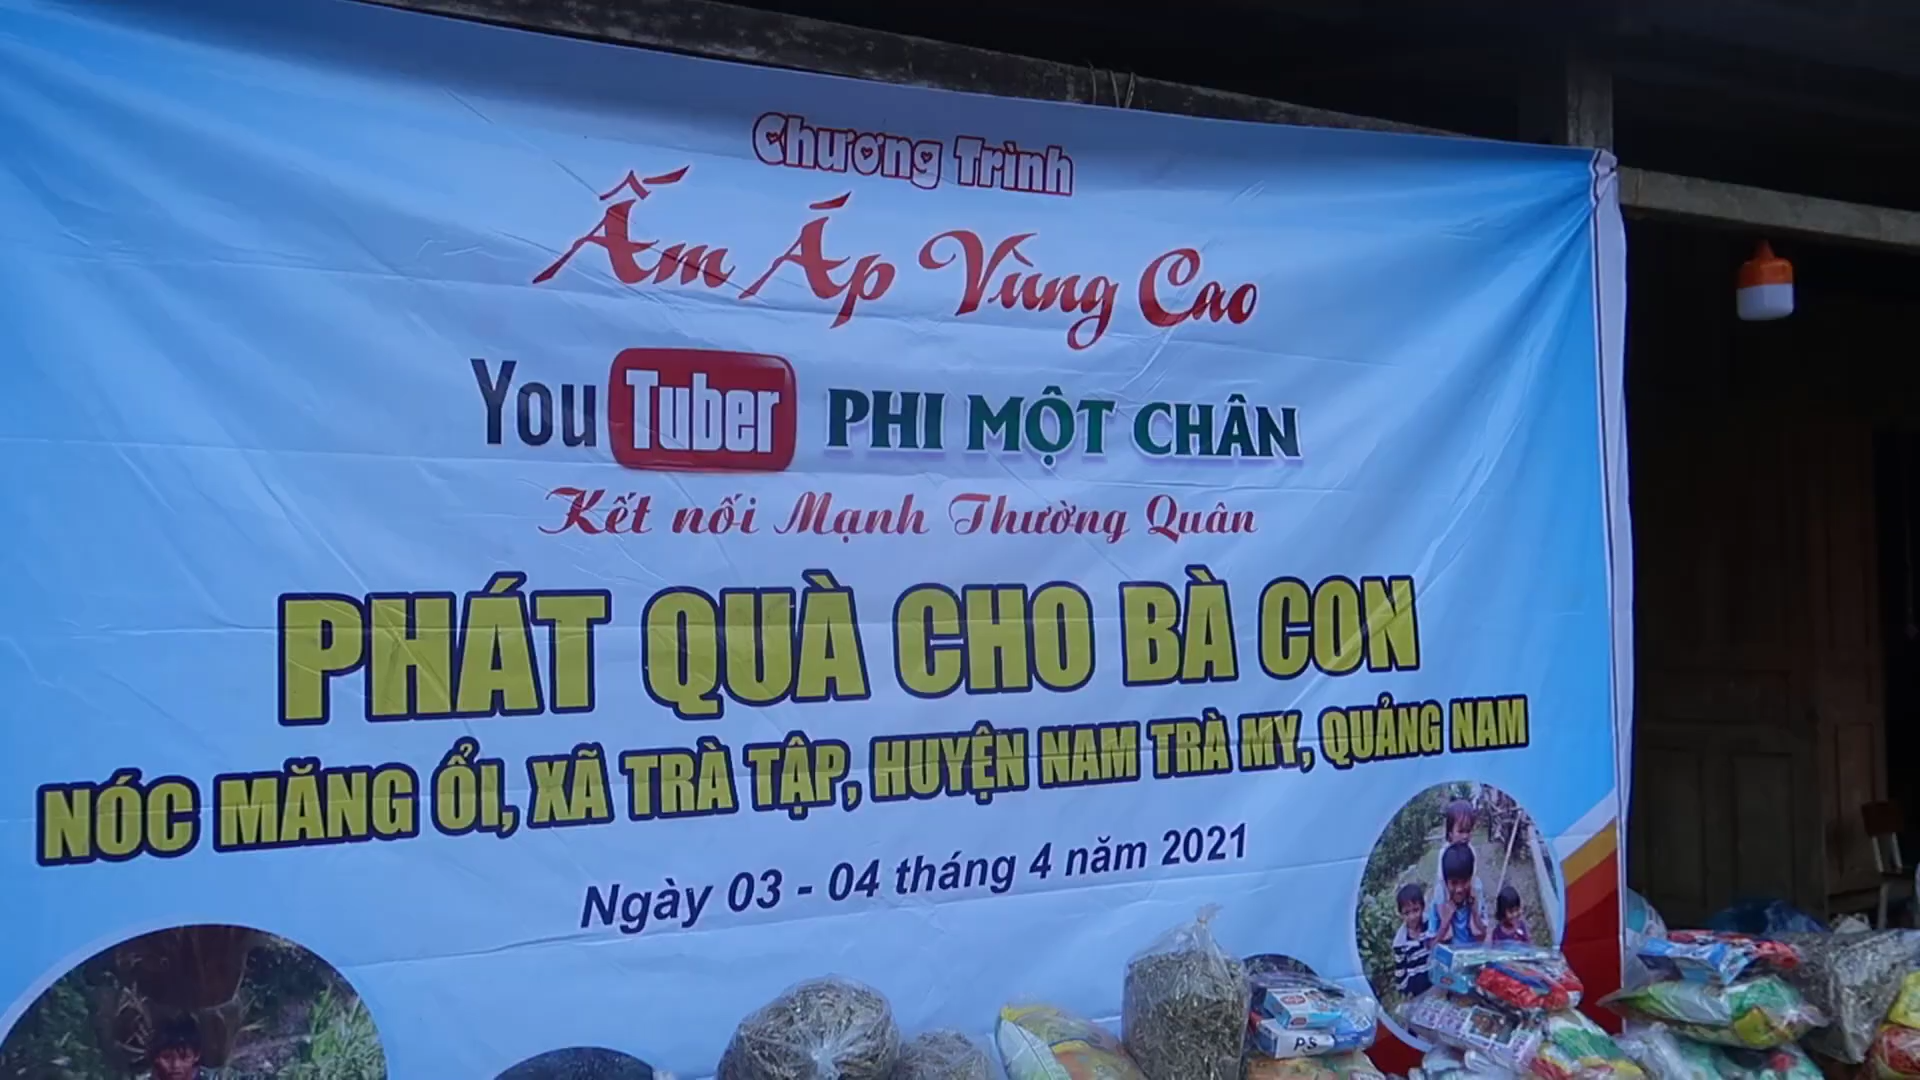 Chương Trình
Ấm Áp Vùng Cao
YouTuber PHI MỘT CHÂN
Kết nối Mạnh Thường Quân
PHÁT QUÀ CHO BÀ CON
NÓC MĂNG ỔI, XÃ TRÀ TẬP, HUYỆN NAM TRÀ MY, QUẢNG NAM
Ngày 03 - 04 tháng 4 năm 2021
P.S